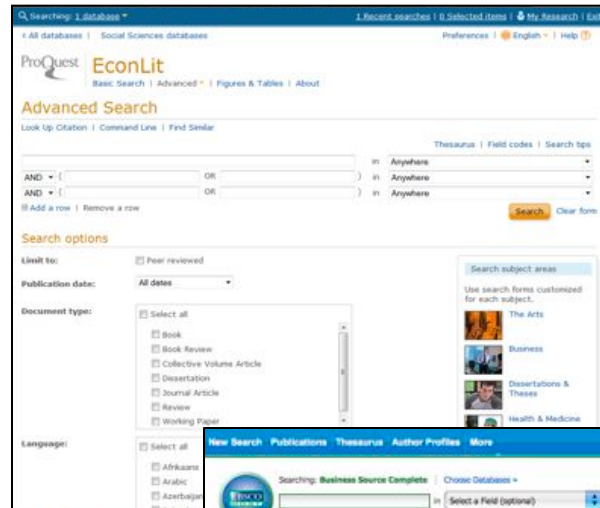 Searching: 1 database
1 Recent searches | 0 Selected items | My Research | Exit
‹ All databases | Social Sciences databases
Preferences | English | Help ?
ProQuest EconLit
Basic Search | Advanced | Figures & Tables | About
Advanced Search
Look Up Citation | Command Line | Find Similar
Thesaurus | Field codes | Search tips
in Anywhere
AND ( OR ) in Anywhere
AND ( OR ) in Anywhere
Add a row | Remove a row
Search Clear form
Search options
Limit to: Peer reviewed
Search subject areas
Publication date: All dates
Use search forms customized
for each subject.
Document type: Select all
The Arts
Book
Book Review
Business
Collective Volume Article
Dissertation
Dissertations &
Theses
Journal Article
Review
Health & Medicine
Working Paper
Language: Select all
Afrikaans
Arabic
Azerbaijan
New Search Publications Thesaurus Author Profiles More
Searching: Business Source Complete | Choose Databases »
EBSCO
in Select a Field (optional)